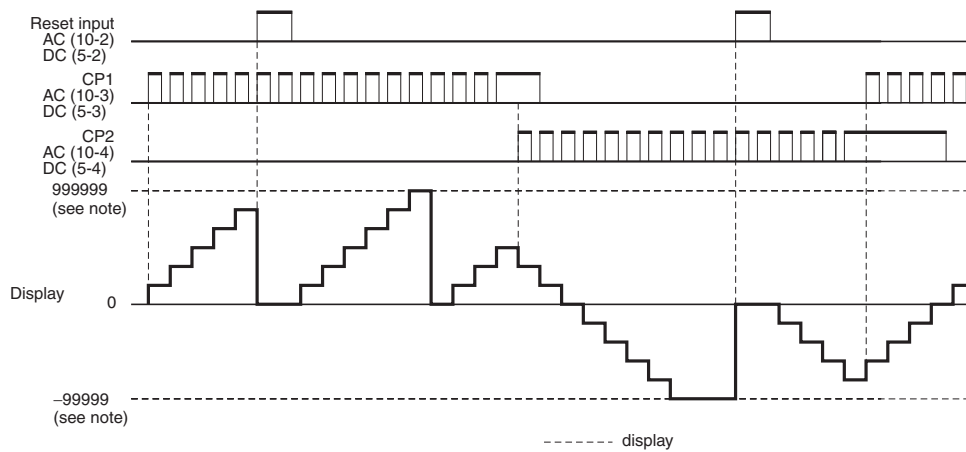 Reset input
AC (10-2)
DC (5-2)
CP1
AC (10-3)
DC (5-3)
CP2
AC (10-4)
DC (5-4)
999999
(see note)
Display
0
–99999
(see note)
display